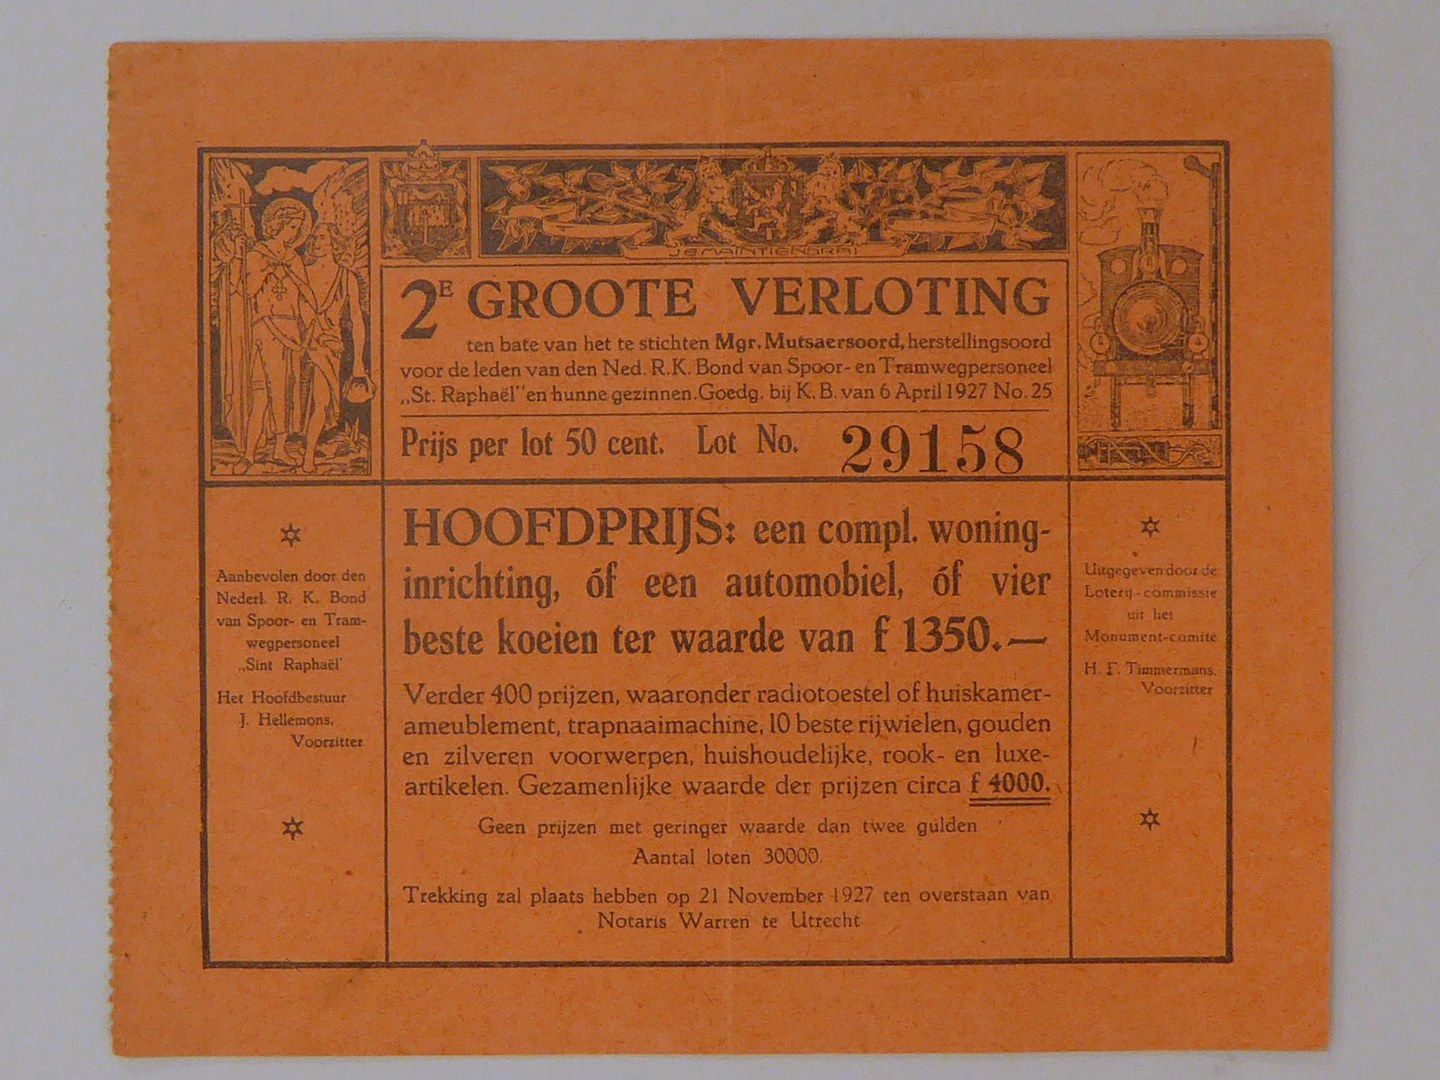 JE MAINTIENDRAI
2E GROOTE VERLOTING
ten bate van het te stichten Mgr. Mutsaersoord, herstellingsoord
voor de leden van den Ned. R.K. Bond van Spoor- en Tramwegpersoneel
„St. Raphaël" en hunne gezinnen. Goedg. bij K.B. van 6 April 1927 No. 25
Prijs per lot 50 cent. Lot No. 29158
HOOFDPRIJS: een compl. woning-
inrichting, óf een automobiel, óf vier
beste koeien ter waarde van f 1350.—
Verder 400 prijzen, waaronder radiotoestel of huiskamer-
ameublement, trapnaaimachine, 10 beste rijwielen, gouden
en zilveren voorwerpen, huishoudelijke, rook- en luxe-
artikelen. Gezamenlijke waarde der prijzen circa f 4000.
Geen prijzen met geringer waarde dan twee gulden
Aantal loten 30000.
Trekking zal plaats hebben op 21 November 1927 ten overstaan van
Notaris Warren te Utrecht
Aanbevolen door den
Nederl. R. K. Bond
van Spoor- en Tram-
wegpersoneel
„Sint Raphaël'
Het Hoofdbestuur
J. Hellemons,
Voorzitter
Uitgegeven door de
Loterij-commissie
uit het
Monument-comité
H. F. Timmermans.
Voorzitter